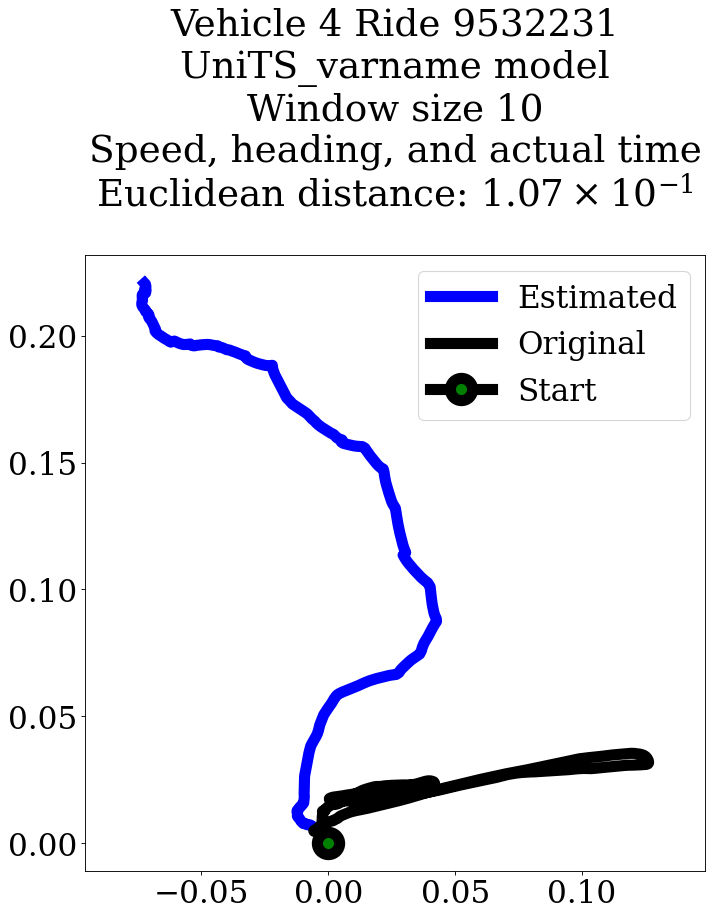 Vehicle 4 Ride 9532231
UniTS_varname model
Window size 10
Speed, heading, and actual time
Euclidean distance: 1.07 × 10⁻¹
Estimated
Original
Start
0.20
0.15
0.10
0.05
0.00
−0.05 0.00 0.05 0.10